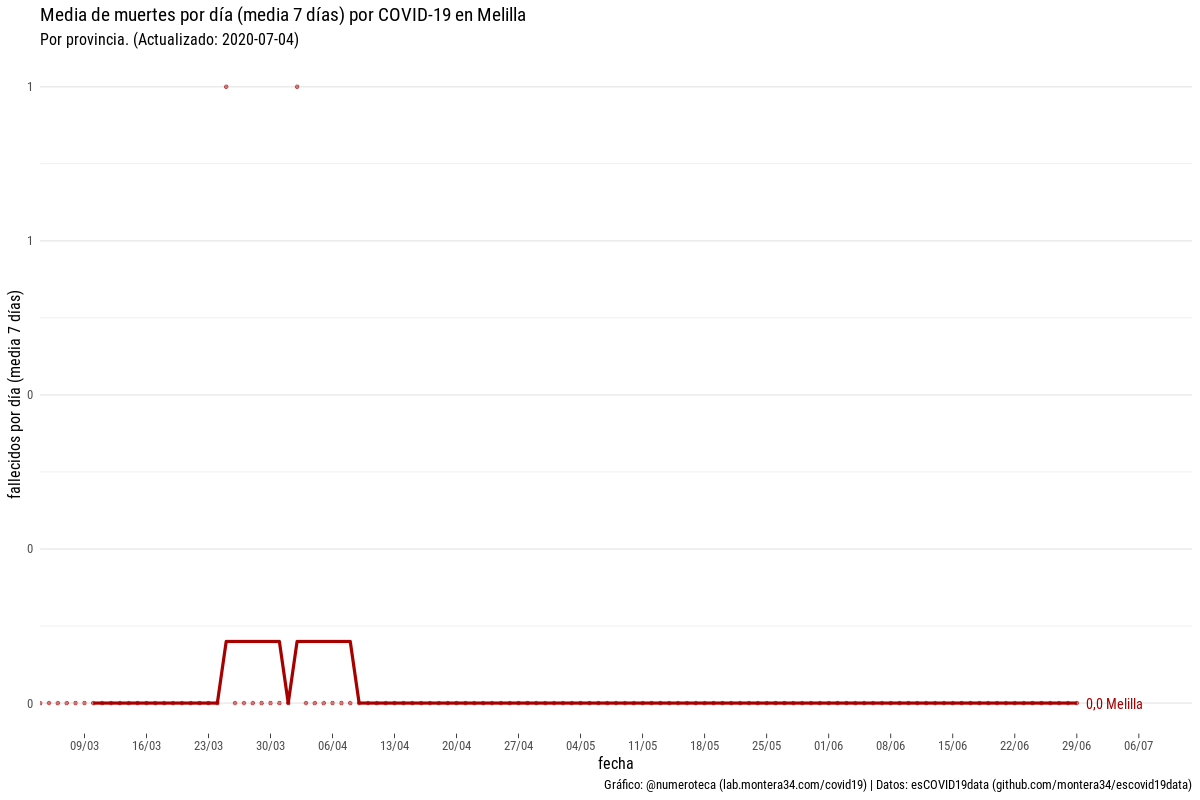 Media de muertes por día (media 7 días) por COVID-19 en Melilla
Por provincia. (Actualizado: 2020-07-04)
fallecidos por día (media 7 días)
1
1
0
0
0
0,0 Melilla
09/03 16/03 23/03 30/03 06/04 13/04 20/04 27/04 04/05 11/05 18/05 25/05 01/06 08/06 15/06 22/06 29/06 06/07
fecha
Gráfico: @numeroteca (lab.montera34.com/covid19) | Datos: esCOVID19data (github.com/montera34/escovid19data)